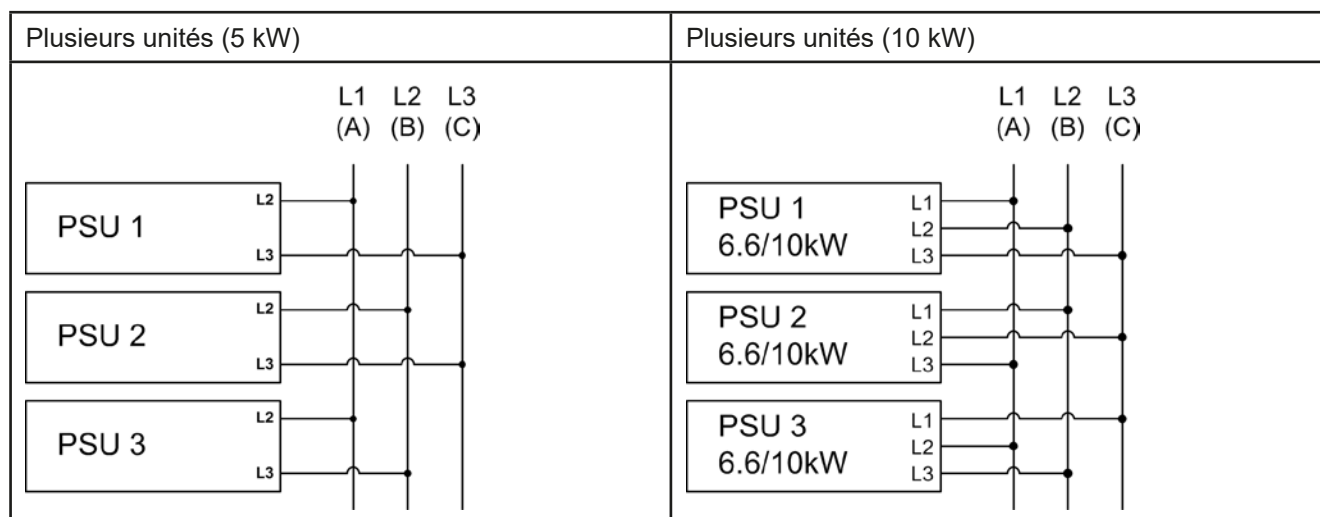 Plusieurs unités (5 kW)
Plusieurs unités (10 kW)
L1 L2 L3
(A) (B) (C)
PSU 1
L2
L3
PSU 2
L2
L3
PSU 3
L2
L3
L1 L2 L3
(A) (B) (C)
PSU 1
6.6/10kW
L1
L2
L3
PSU 2
6.6/10kW
L1
L2
L3
PSU 3
6.6/10kW
L1
L2
L3